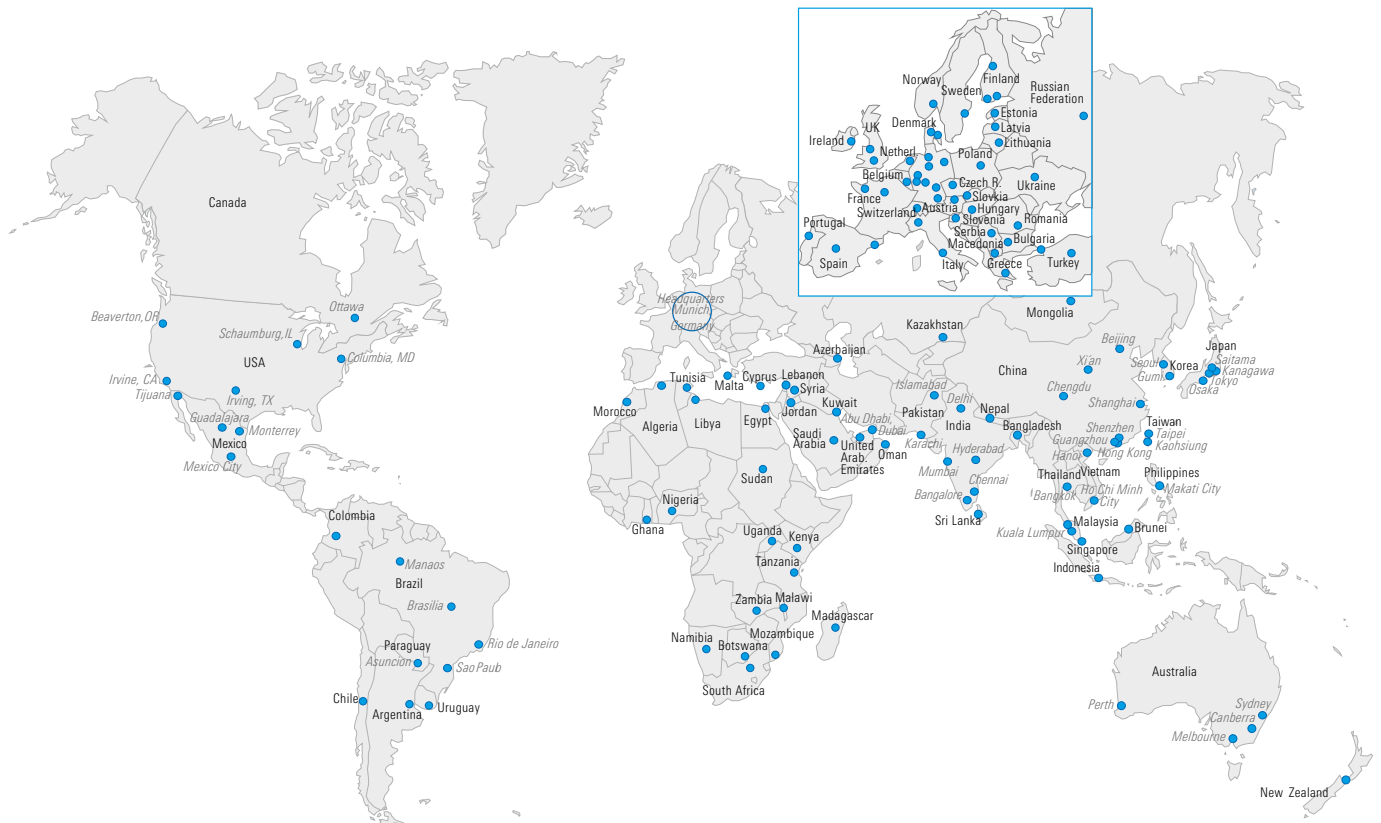 Norway
Finland
Sweden
Russian
Federation
Estonia
Denmark
UK
Latvia
Ireland
Lithuania
Netherl.
Poland
Belgium
Czech R.
Ukraine
France
Slovkia
Switzerland
Austria
Hungary
Slovenia
Romania
Portugal
Serbia
Bulgaria
Macedonia
Spain
Italy
Greece
Turkey
Canada
Beaverton,OR
Ottawa
Schaumburg,IL
USA
Columbia, MD
Irvine, CA
Tijuana
Irving, TX
Guadalajara
Monterrey
Mexico
Mexico City
Colombia
Manaos
Brazil
Brasilia
Paraguay
Rio de Janeiro
Asuncion
Sao Paub
Chile
Argentina
Uruguay
Headquarters
Munich
Germany
Azerbaijan
Kazakhstan
Mongolia
Tunisia
Malta
Cyprus
Lebanon
Syria
Morocco
Algeria
Libya
Egypt
Jordan
Kuwait
Saudi
Arabia
Abu Dhabi,
Dubai
United
Arab.
Emirates
Oman
Sudan
Nigeria
Ghana
Uganda
Kenya
Tanzania
Zambia
Malawi
Madagascar
Mozambique
Namibia
Botswana
South Africa
Islamabad
Pakistan
Karachi
Delhi
India
Nepal
Bangladesh
Hyderabad
Mumbai
Chennai
Bangalore
Sri Lanka
China
Beijing
Xi'an
Chengdu
Shanghai
Seoul
Korea
Gumi
Japan
Saitama
Kanagawa
Tokyo
Osaka
Shenzhen
Guangzhou
Hong Kong
Taiwan
Taipei
Kaohsiung
Hanoi
Thailand
Vietnam
Bangkok
Ho Chi Minh
City
Philippines
Makati City
Malaysia
Kuala Lumpur
Brunei
Singapore
Indonesia
Australia
Perth
Sydney
Canberra
Melbourne
New Zealand